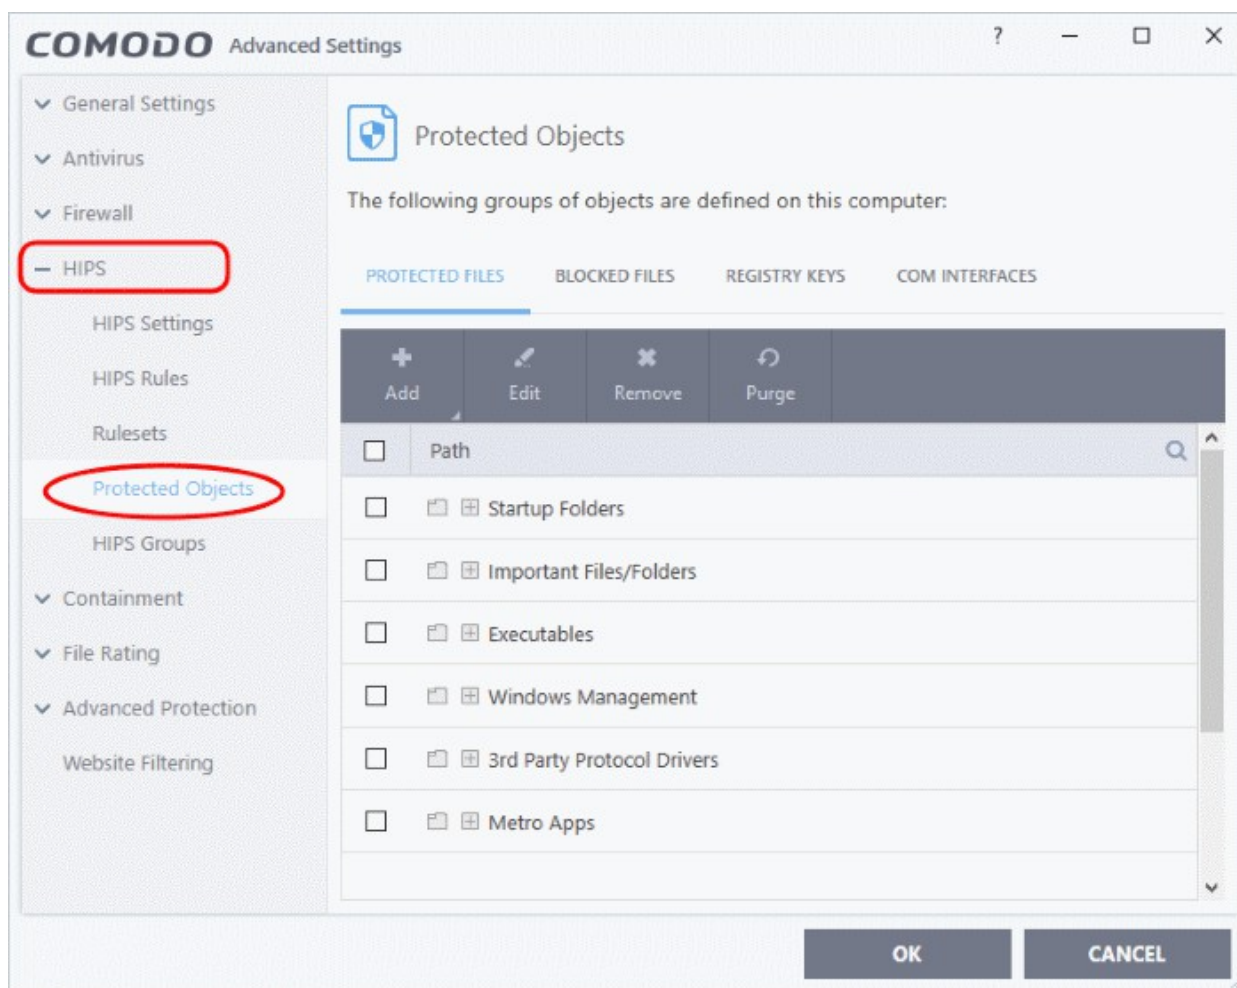 COMODO Advanced Settings ?
General Settings
Antivirus
Firewall
HIPS
HIPS Settings
HIPS Rules
Rulesets
Protected Objects
HIPS Groups
Containment
File Rating
Advanced Protection
Website Filtering
Protected Objects
The following groups of objects are defined on this computer:
PROTECTED FILES BLOCKED FILES REGISTRY KEYS COM INTERFACES
Add Edit Remove Purge
Path
Startup Folders
Important Files/Folders
Executables
Windows Management
3rd Party Protocol Drivers
Metro Apps
OK CANCEL